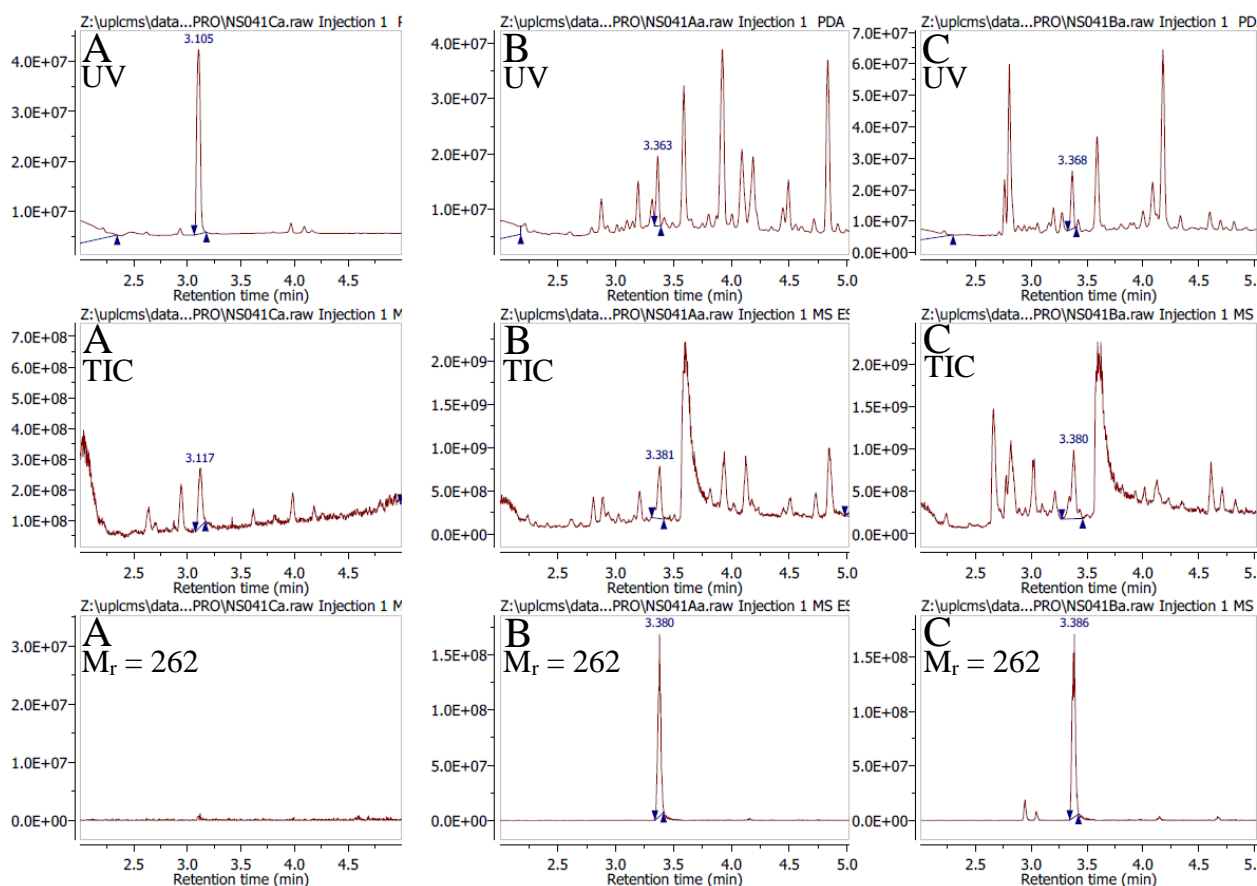 Z:\uplcms\data...PRO\NS041Ca.raw Injection 1 P
A
UV
3.105
4.0E+07
3.0E+07
2.0E+07
1.0E+07
2.5 3.0 3.5 4.0 4.5
Retention time (min)
Z:\uplcms\data...PRO\NS041Aa.raw Injection 1 PDA
B
UV
3.363
4.0E+07
3.0E+07
2.0E+07
1.0E+07
2.5 3.0 3.5 4.0 4.5 5.0
Retention time (min)
Z:\uplcms\data...PRO\NS041Ba.raw Injection 1 PD
C
UV
3.368
7.0E+07
6.0E+07
5.0E+07
4.0E+07
3.0E+07
2.0E+07
1.0E+07
0.0E+00
2.5 3.0 3.5 4.0 4.5 5.
Retention time (min)
Z:\uplcms\data...PRO\NS041Ca.raw Injection 1 M
A
TIC
3.117
7.0E+08
6.0E+08
5.0E+08
4.0E+08
3.0E+08
2.0E+08
1.0E+08
2.5 3.0 3.5 4.0 4.5
Retention time (min)
Z:\uplcms\data...PRO\NS041Aa.raw Injection 1 MS ES
B
TIC
3.381
2.0E+09
1.5E+09
1.0E+09
5.0E+08
0.0E+00
2.5 3.0 3.5 4.0 4.5 5.0
Retention time (min)
Z:\uplcms\data...PRO\NS041Ba.raw Injection 1 MS
C
TIC
3.380
2.0E+09
1.5E+09
1.0E+09
5.0E+08
0.0E+00
2.5 3.0 3.5 4.0 4.5 5.
Retention time (min)
Z:\uplcms\data...PRO\NS041Ca.raw Injection 1 M
A
Mr = 262
3.0E+07
2.0E+07
1.0E+07
0.0E+00
2.5 3.0 3.5 4.0 4.5
Retention time (min)
Z:\uplcms\data...PRO\NS041Aa.raw Injection 1 MS ES
3.380
B
Mr = 262
1.5E+08
1.0E+08
5.0E+07
0.0E+00
2.5 3.0 3.5 4.0 4.5 5.0
Retention time (min)
Z:\uplcms\data...PRO\NS041Ba.raw Injection 1 MS
3.386
C
Mr = 262
1.5E+08
1.0E+08
5.0E+07
0.0E+00
2.5 3.0 3.5 4.0 4.5 5.
Retention time (min)